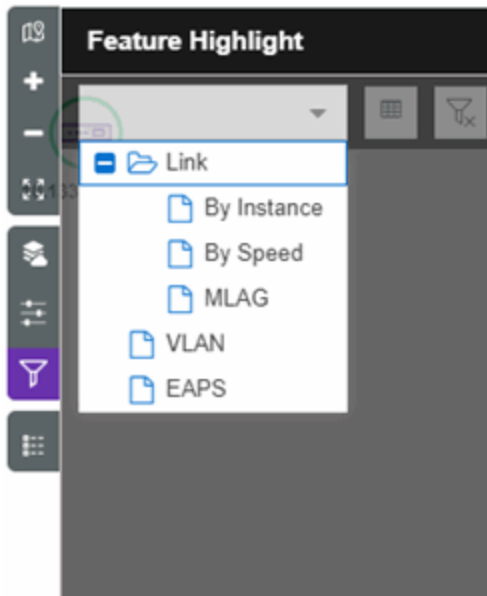 Feature Highlight
Link
By Instance
By Speed
MLAG
VLAN
EAPS